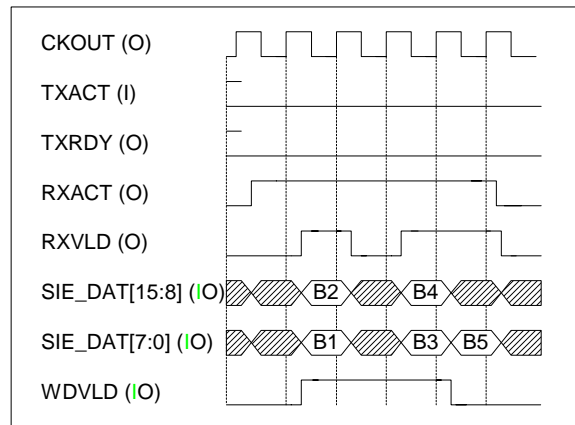 CKOUT (O)
TXACT (I)
TXRDY (O)
RXACT (O)
RXVLD (O)
SIE_DAT[15:8] (IO) B2 B4
SIE_DAT[7:0] (IO) B1 B3 B5
WDVLD (IO)